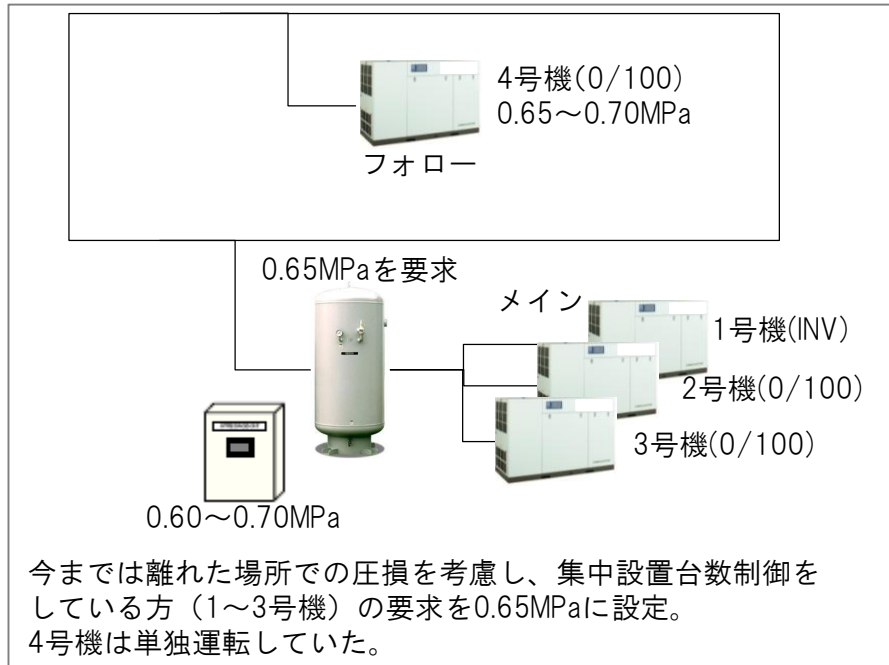 4号機(0/100)
0.65～0.70MPa
フォロー
0.65MPaを要求
メイン
1号機(INV)
2号機(0/100)
3号機(0/100)
0.60～0.70MPa
今までは離れた場所での圧損を考慮し、集中設置台数制御を
している方（1～3号機）の要求を0.65MPaに設定。
4号機は単独運転していた。